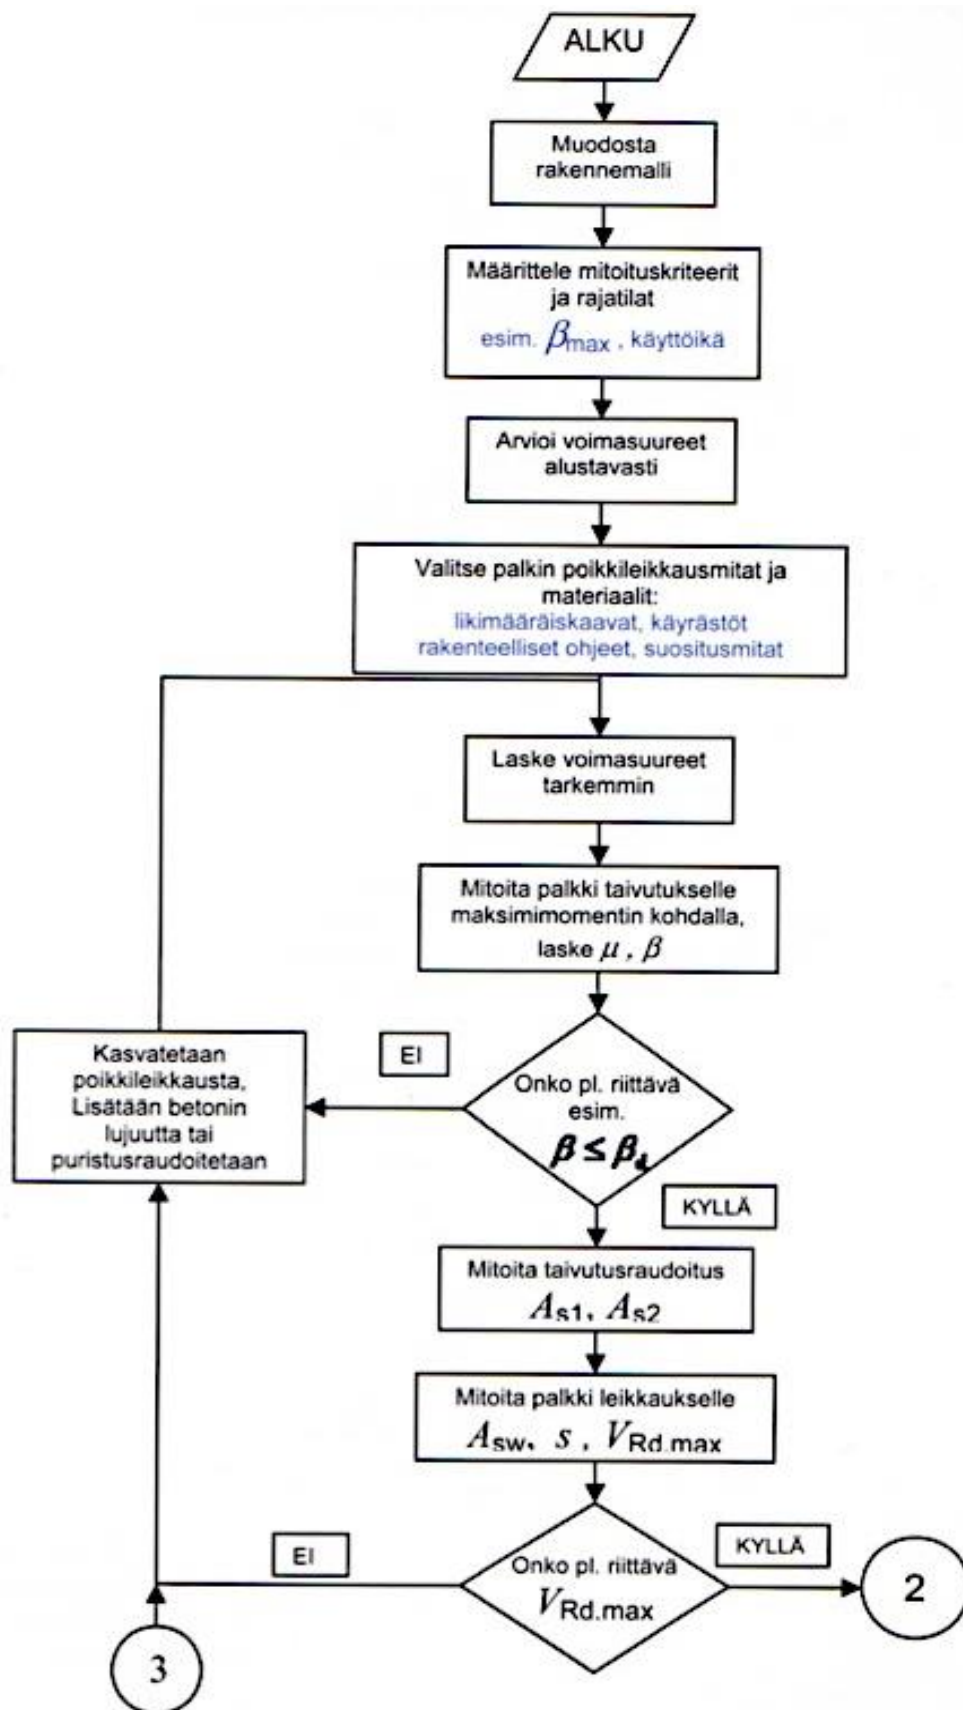 ALKU
Muodosta
rakennemalli
Määrittele mitoituskriteerit
ja rajatilat
esim. βmax , käyttöikä
Arvioi voimasuureet
alustavasti
Valitse palkin poikkileikkausmitat ja
materiaalit:
likimääräiskaavat, käyrästöt
rakenteelliset ohjeet, suositusmitat
Laske voimasuureet
tarkemmin
Mitoita palkki taivutukselle
maksimimomentin kohdalla,
laske μ , β
Kasvatetaan
poikkileikkausta,
Lisätään betonin
lujuutta tai
puristusraudoitetaan
EI
Onko pl. riittävä
esim.
β ≤ βd
KYLLÄ
Mitoita taivutusraudoitus
As1, As2
Mitoita palkki leikkaukselle
Asw, s , VRd.max
EI
Onko pl. riittävä
VRd.max
KYLLÄ
2
3